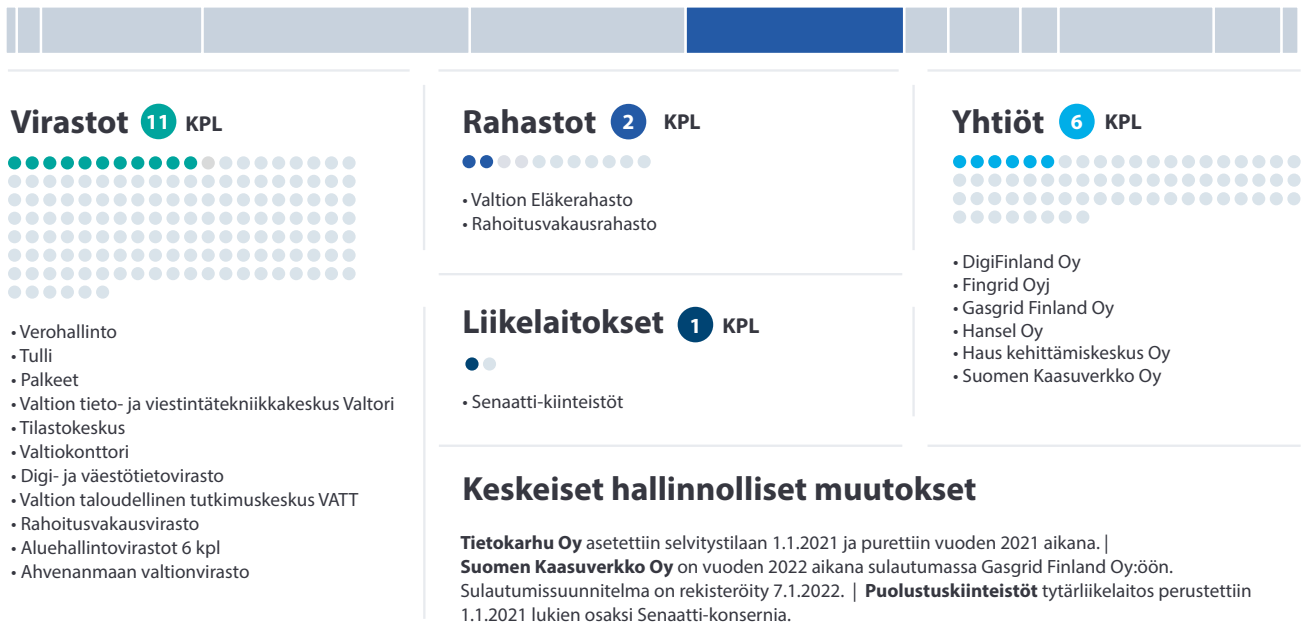 Virastot 11 KPL
• Verohallinto
• Tulli
• Palkeet
• Valtion tieto- ja viestintätekniikkakeskus Valtori
• Tilastokeskus
• Valtiokonttori
• Digi- ja väestötietovirasto
• Valtion taloudellinen tutkimuskeskus VATT
• Rahoitusvakausvirasto
• Aluehallintovirastot 6 kpl
• Ahvenanmaan valtionvirasto
Rahastot 2 KPL
• Valtion Eläkerahasto
• Rahoitusvakausrahasto
Liikelaitokset 1 KPL
• Senaatti-kiinteistöt
Yhtiöt 6 KPL
• DigiFinland Oy
• Fingrid Oyj
• Gasgrid Finland Oy
• Hansel Oy
• Haus kehittämiskeskus Oy
• Suomen Kaasuverkko Oy
Keskeiset hallinnolliset muutokset
Tietokarhu Oy asetettiin selvitystilaan 1.1.2021 ja purettiin vuoden 2021 aikana. |
Suomen Kaasuverkko Oy on vuoden 2022 aikana sulautumassa Gasgrid Finland Oy:öön.
Sulautumissuunnitelma on rekisteröity 7.1.2022. | Puolustuskiinteistöt tytärliikelaitos perustettiin
1.1.2021 lukien osaksi Senaatti-konsernia.